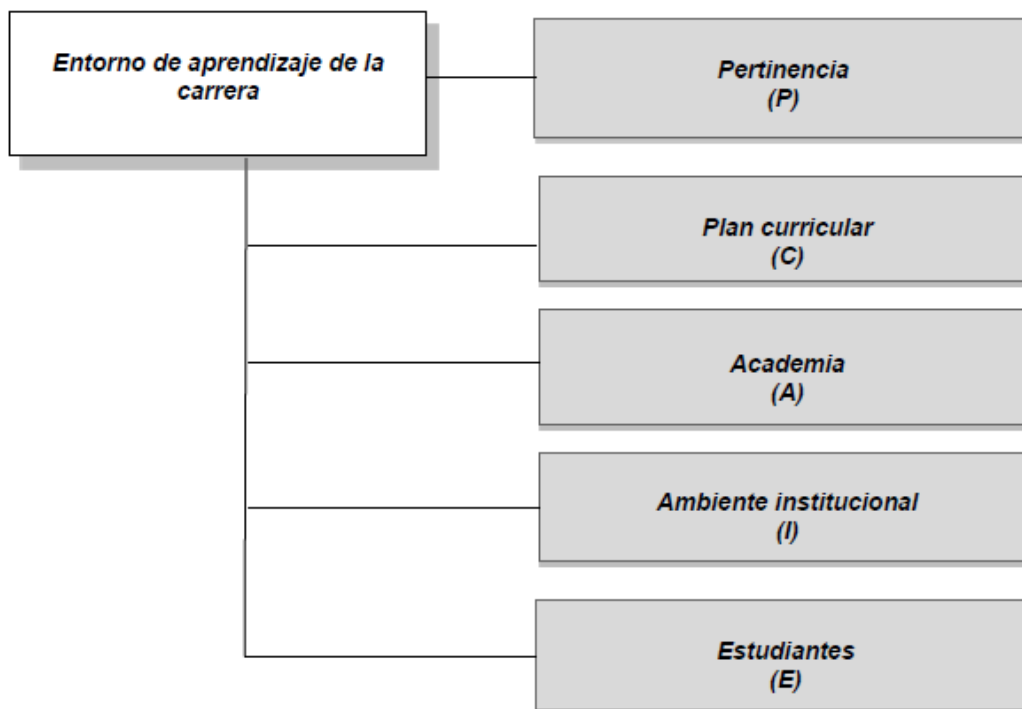 Entorno de aprendizaje de la
carrera
Pertinencia
(P)
Plan curricular
(C)
Academia
(A)
Ambiente institucional
(I)
Estudiantes
(E)